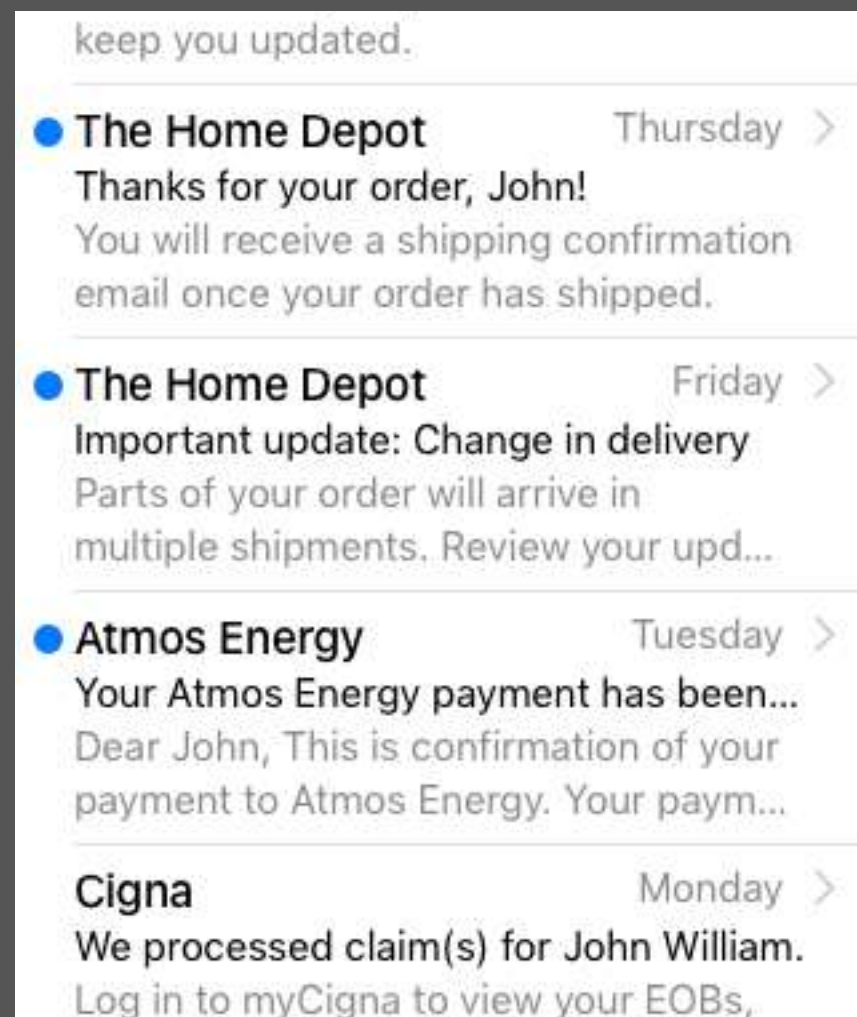 keep you updated.
The Home Depot Thursday
Thanks for your order, John!
You will receive a shipping confirmation
email once your order has shipped.
The Home Depot Friday
Important update: Change in delivery
Parts of your order will arrive in
multiple shipments. Review your upd...
Atmos Energy Tuesday
Your Atmos Energy payment has been...
Dear John, This is confirmation of your
payment to Atmos Energy. Your paym...
Cigna Monday
We processed claim(s) for John William.
Log in to myCigna to view your EOBs,